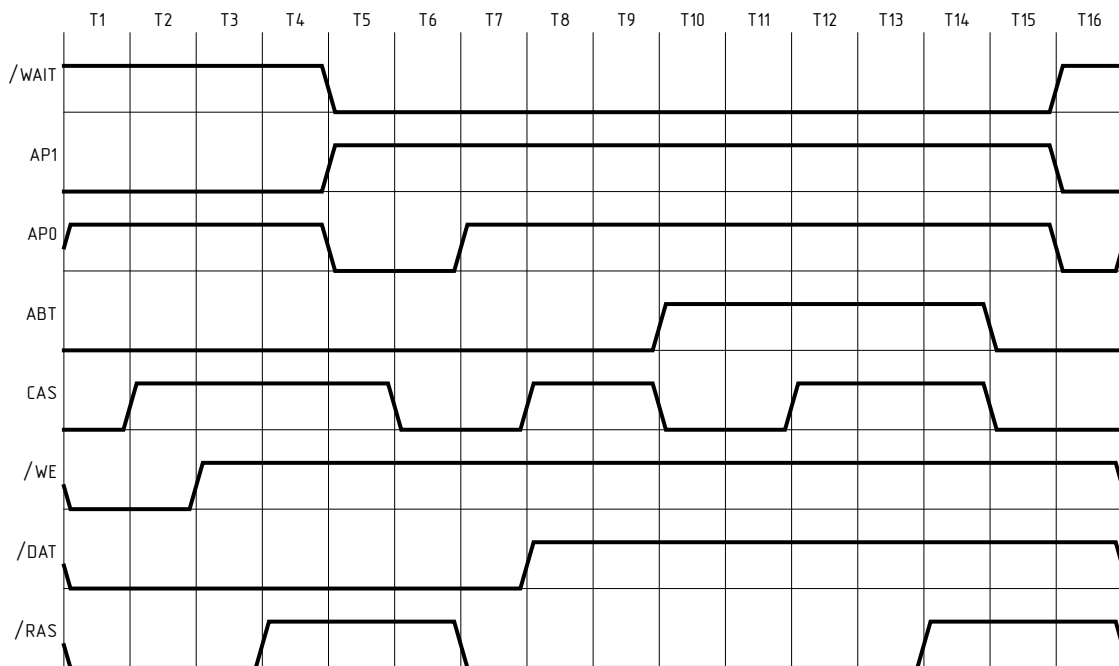 T1 T2 T3 T4 T5 T6 T7 T8 T9 T10 T11 T12 T13 T14 T15 T16
/WAIT
AP1
AP0
ABT
CAS
/WE
/DAT
/RAS